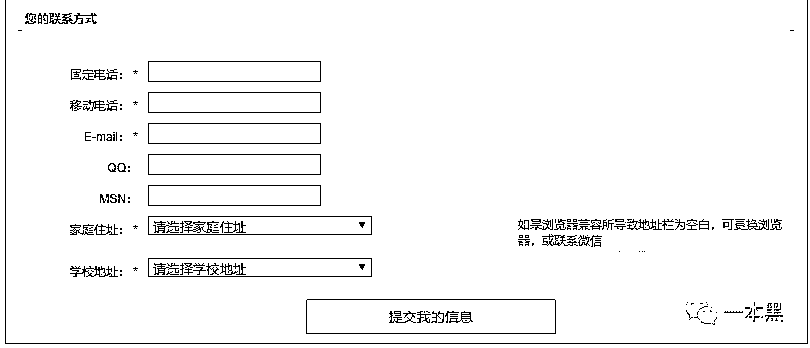 您的联系方式
固定电话：*
移动电话：*
E-mail：*
QQ：
MSN：
家庭住址：* 请选择家庭住址
如果浏览器兼容所导致地址栏为空白，可更换浏览
器，或联系微信
学校地址：* 请选择学校地址
提交我的信息
一本黑